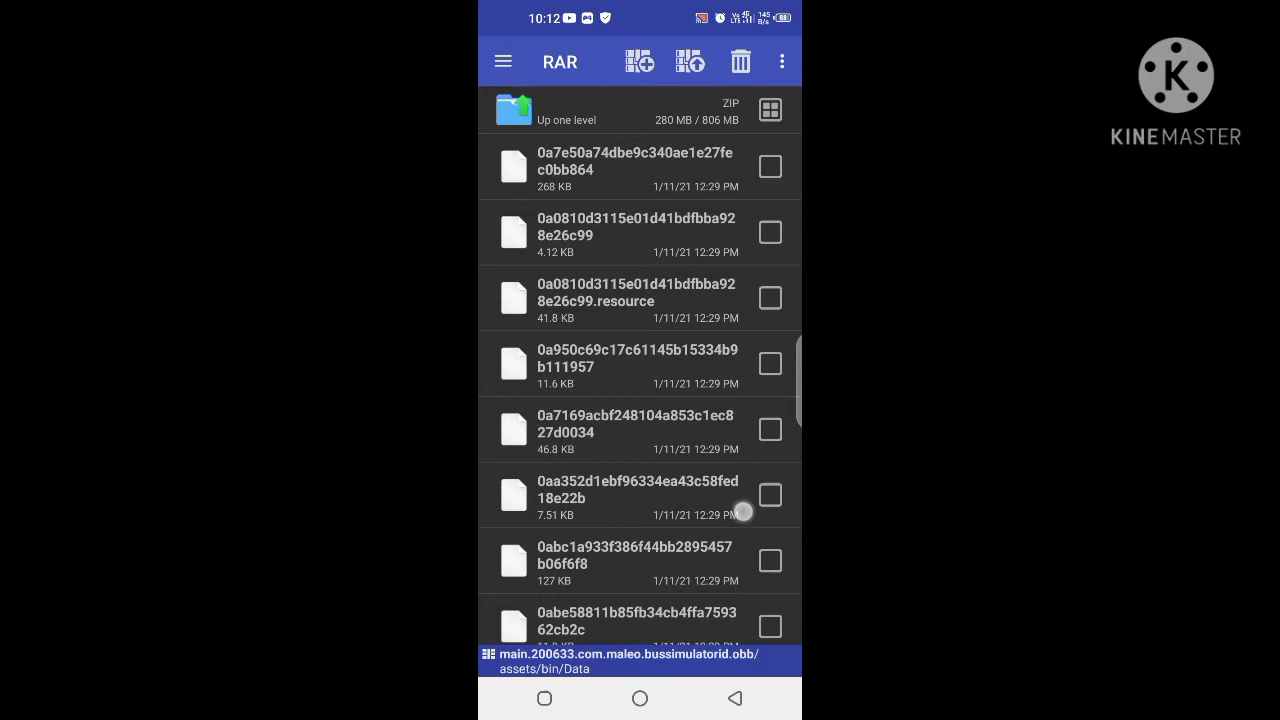 10:12
145
B/s
88
RAR
ZIP
Up one level
280 MB / 806 MB
0a7e50a74dbe9c340ae1e27fe
c0bb864
268 KB
1/11/21 12:29 PM
0a0810d3115e01d41bdfbba92
8e26c99
4.12 KB
1/11/21 12:29 PM
0a0810d3115e01d41bdfbba92
8e26c99.resource
41.8 KB
1/11/21 12:29 PM
0a950c69c17c61145b15334b9
b111957
11.6 KB
1/11/21 12:29 PM
0a7169acbf248104a853c1ec8
27d0034
46.8 KB
1/11/21 12:29 PM
0aa352d1ebf96334ea43c58fed
18e22b
7.51 KB
1/11/21 12:29 PM
0abc1a933f386f44bb2895457
b06f6f8
127 KB
1/11/21 12:29 PM
0abe58811b85fb34cb4ffa7593
62cb2c
main.200633.com.maleo.bussimulatorid.obb/
assets/bin/Data
K
KINEMASTER